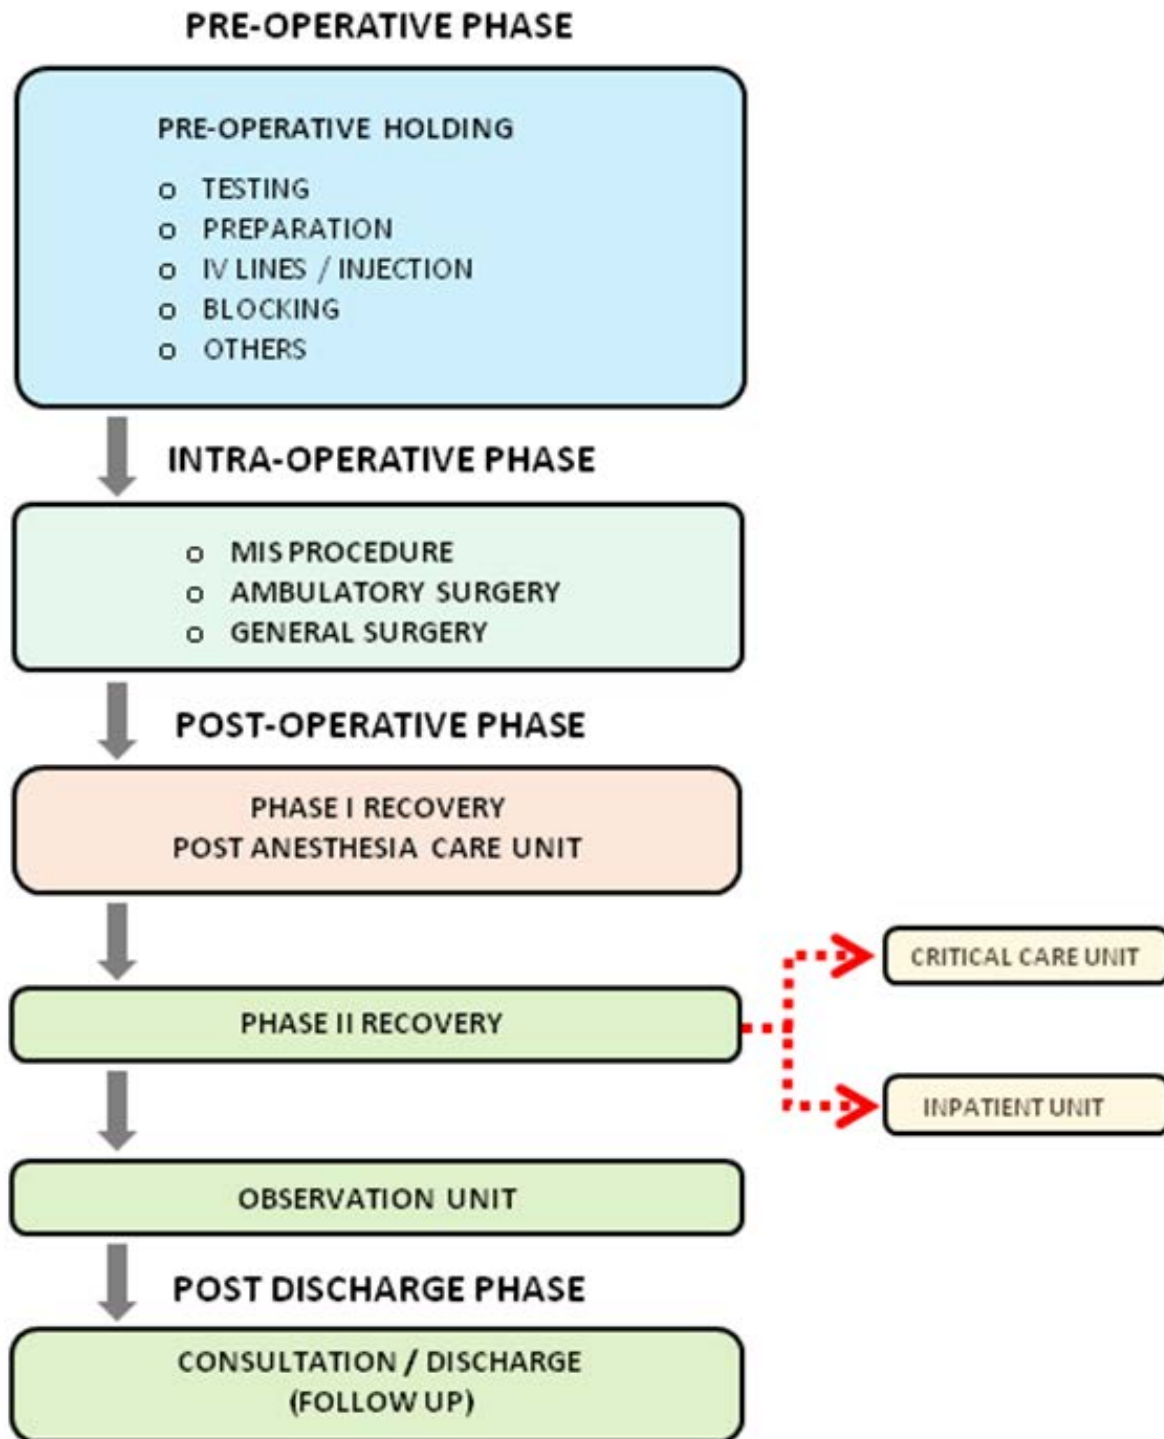 PRE-OPERATIVE PHASE
PRE-OPERATIVE HOLDING
o TESTING
o PREPARATION
o IV LINES / INJECTION
o BLOCKING
o OTHERS
INTRA-OPERATIVE PHASE
o MIS PROCEDURE
o AMBULATORY SURGERY
o GENERAL SURGERY
POST-OPERATIVE PHASE
PHASE I RECOVERY
POST ANESTHESIA CARE UNIT
PHASE II RECOVERY
CRITICAL CARE UNIT
INPATIENT UNIT
OBSERVATION UNIT
POST DISCHARGE PHASE
CONSULTATION / DISCHARGE
(FOLLOW UP)